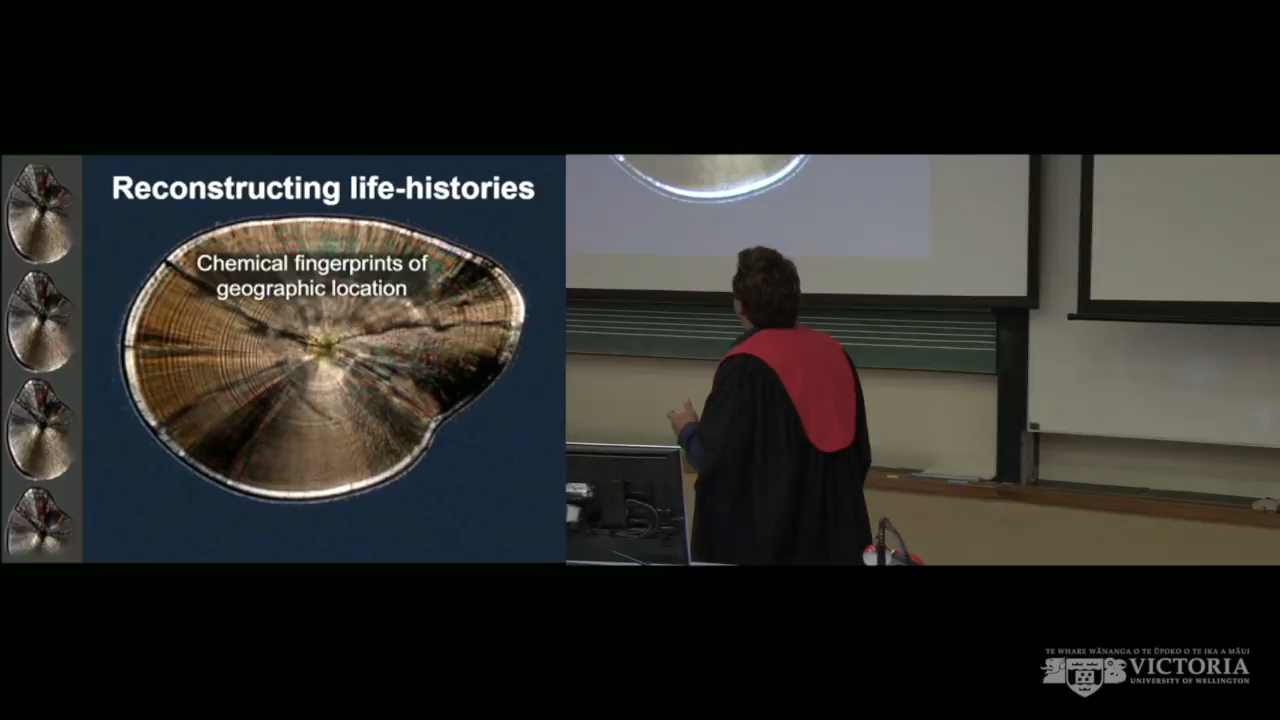 Reconstructing life-histories
Chemical fingerprints of
geographic location
TE WHARE WĀNANGA O TE ŪPOKO O TE IKA A MĀUI
VICTORIA
UNIVERSITY OF WELLINGTON